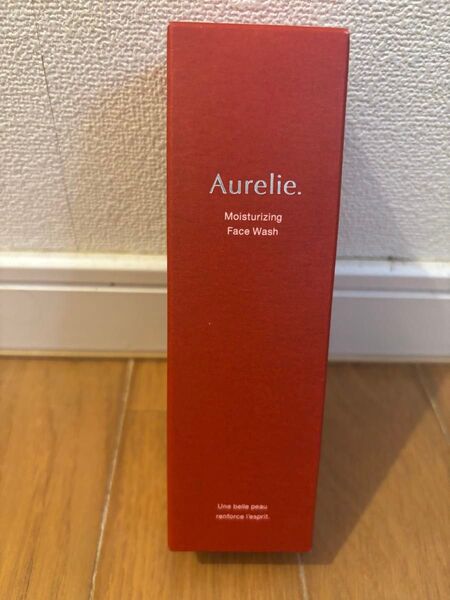 Aurelie.
Moisturizing
Face Wash
Une belle peau
renforce l'esprit.